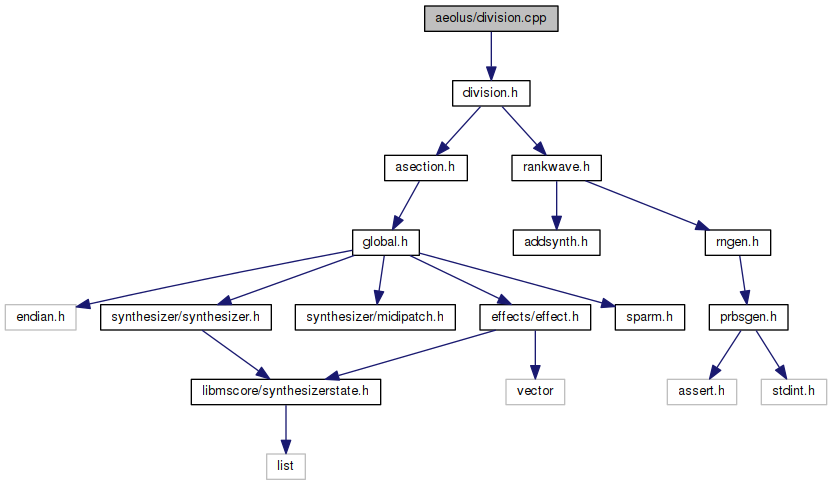 aeolus/division.cpp
division.h
asection.h
rankwave.h
global.h
addsynth.h
rngen.h
endian.h
synthesizer/synthesizer.h
synthesizer/midipatch.h
effects/effect.h
sparm.h
prbsgen.h
libmscore/synthesizerstate.h
vector
assert.h
stdint.h
list